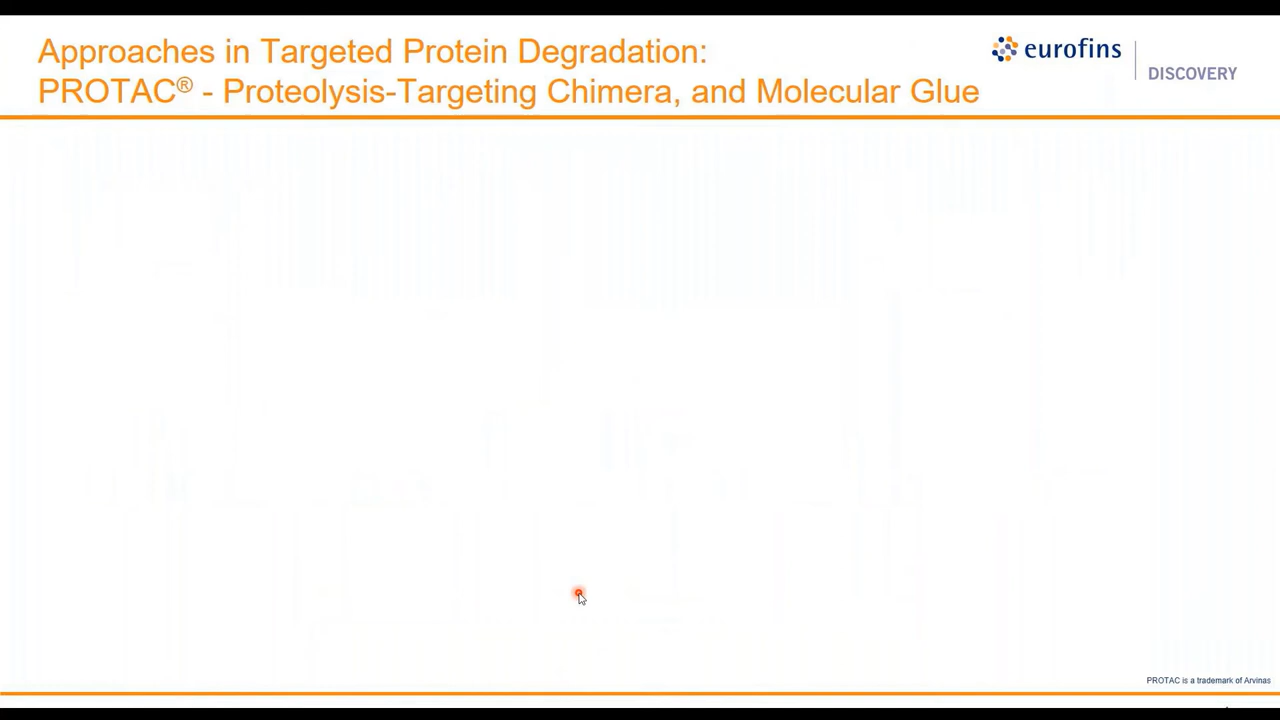 Approaches in Targeted Protein Degradation:
PROTAC® - Proteolysis-Targeting Chimera, and Molecular Glue
eurofins
DISCOVERY
PROTAC is a trademark of Arvinas